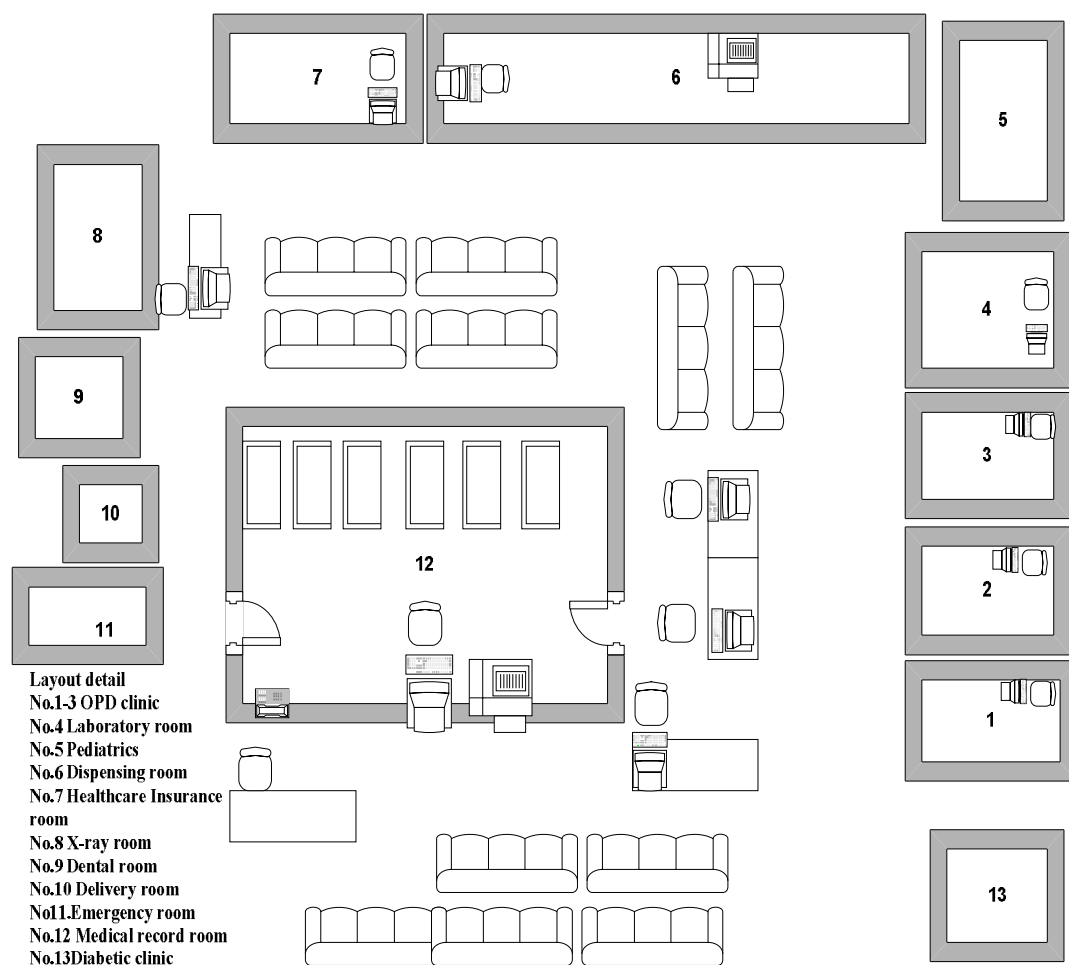 7
6
5
8
4
9
3
10
12
2
11
1
13
Layout detail
No.1-3 OPD clinic
No.4 Laboratory room
No.5 Pediatrics
No.6 Dispensing room
No.7 Healthcare Insurance
room
No.8 X-ray room
No.9 Dental room
No.10 Delivery room
No11.Emergency room
No.12 Medical record room
No.13Diabetic clinic